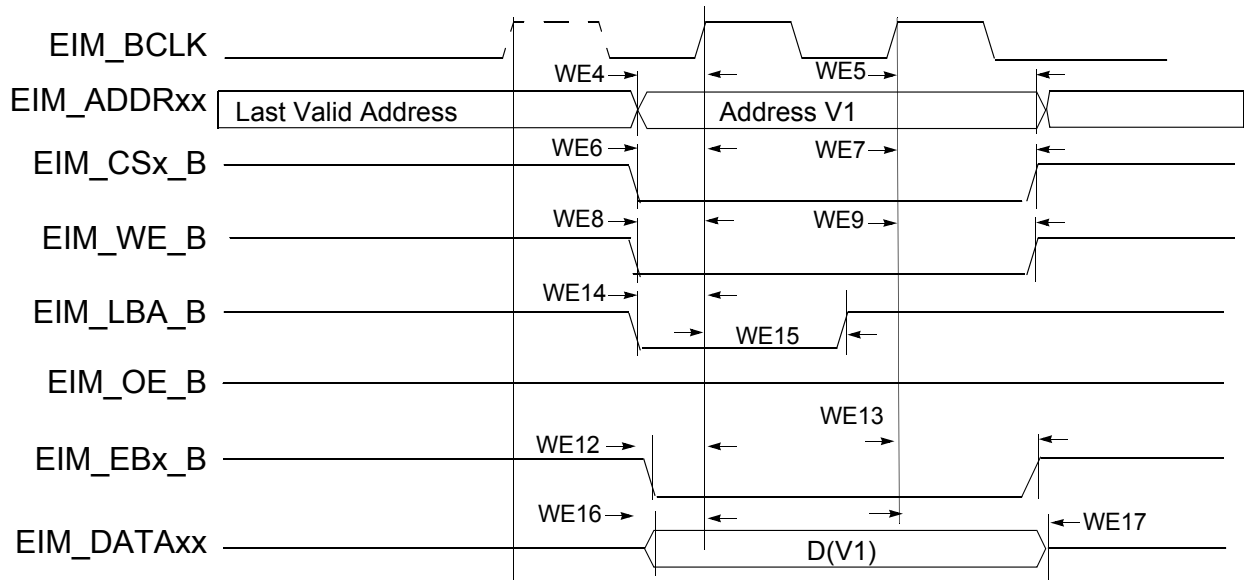 EIM_BCLK
WE4
WE5
EIM_ADDRxx
Last Valid Address
Address V1
WE6
WE7
EIM_CSx_B
WE8
WE9
EIM_WE_B
WE14
EIM_LBA_B
WE15
EIM_OE_B
WE13
WE12
EIM_EBx_B
WE16
WE17
EIM_DATAxx
D(V1)